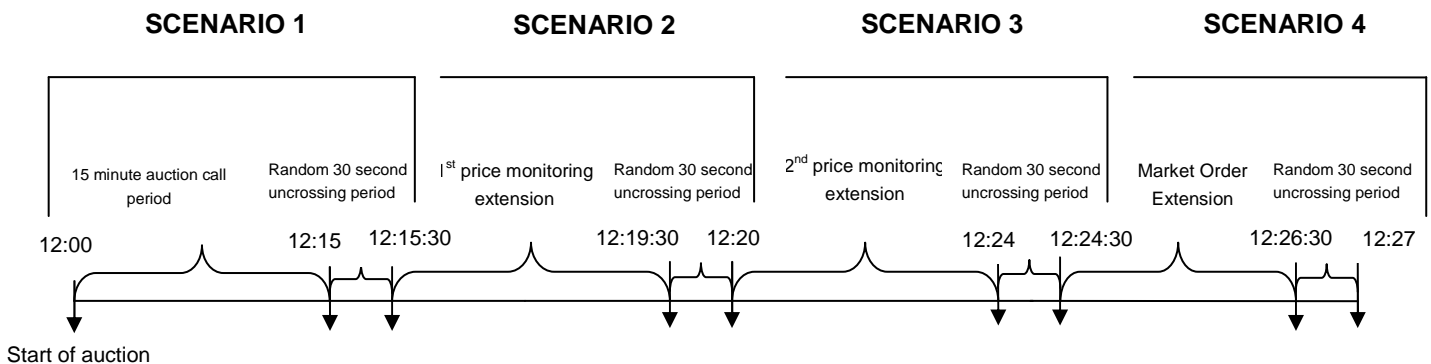 SCENARIO 1
SCENARIO 2
SCENARIO 3
SCENARIO 4
15 minute auction call
period
Random 30 second
uncrossing period
1st price monitoring
extension
Random 30 second
uncrossing period
2nd price monitoring
extension
Random 30 second
uncrossing period
Market Order
Extension
Random 30 second
uncrossing period
12:00
12:15
12:15:30
12:19:30
12:20
12:24
12:24:30
12:26:30
12:27
Start of auction